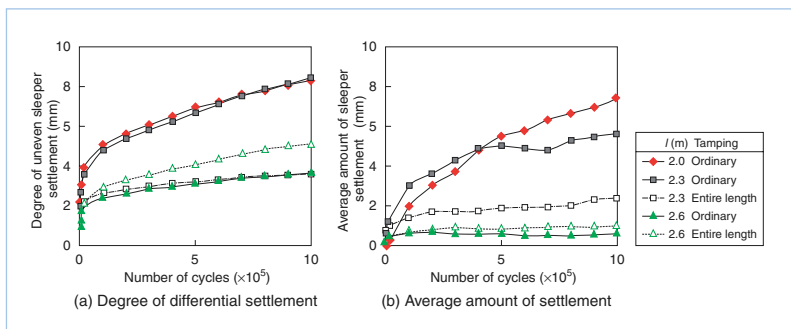 10
8
5
4
2
0
Degree of uneven sleeper
settlement (mm)
0 5 10
Number of cycles (×10⁵)
(a) Degree of differential settlement
10
8
5
4
2
0
Average amount of sleeper
settlement (mm)
0 5 10
Number of cycles (×10⁵)
(b) Average amount of settlement
l (m) Tamping
2.0 Ordinary
2.3 Ordinary
2.3 Entire length
2.6 Ordinary
2.6 Entire length